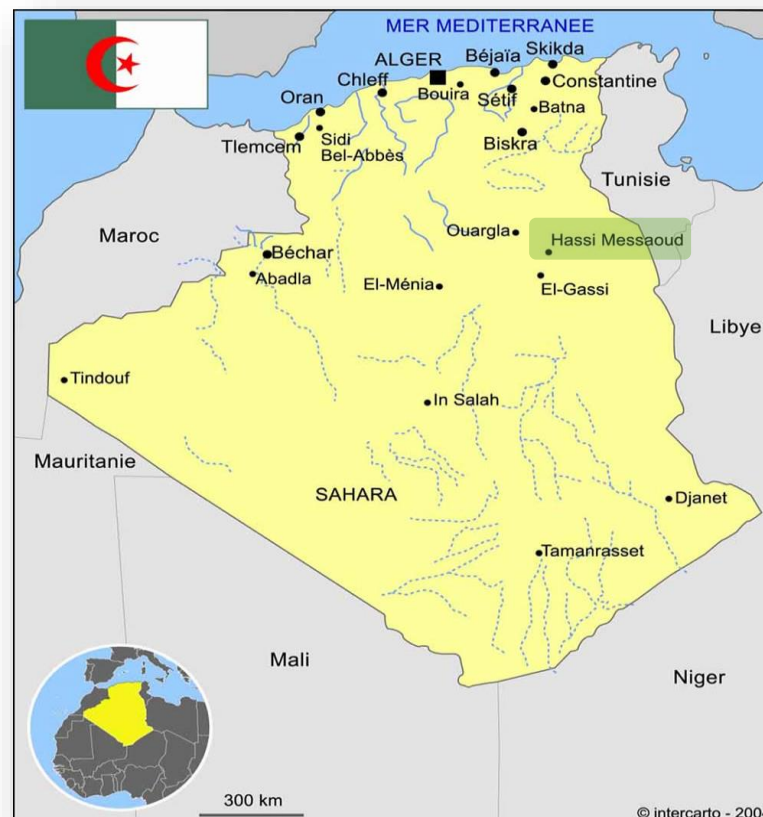 MER MEDITERRANEE
Skikda
Béjaïa
ALGER
Constantine
Chleff
Bouira
Sétif
Oran
Batna
Sidi
Bel-Abbès
Tlemcem
Biskra
Tunisie
Maroc
Ouargla
Hassi Messaoud
Béchar
Abadla
El-Ménia
El-Gassi
Libye
Tindouf
In Salah
Mauritanie
SAHARA
Djanet
Tamanrasset
Mali
Niger
300 km
© intercarto - 200